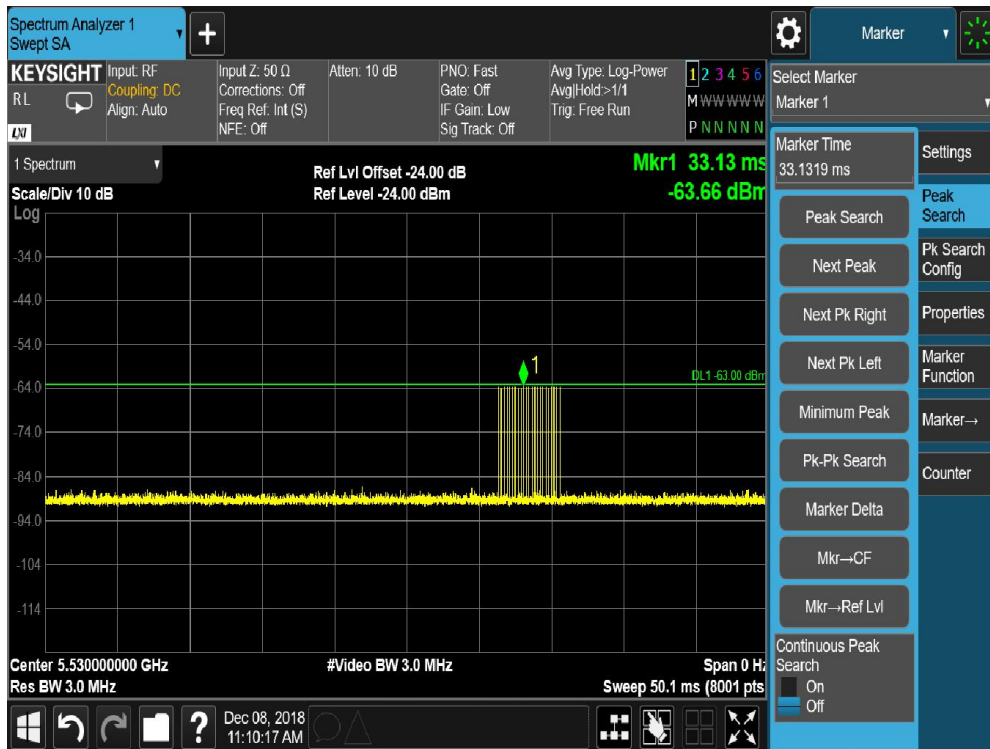 Spectrum Analyzer 1
Swept SA
+
Marker
KEYSIGHT
RL
LXI
Input: RF
Coupling: DC
Align: Auto
Input Z: 50 Ω
Corrections: Off
Freq Ref: Int (S)
NFE: Off
Atten: 10 dB
PNO: Fast
Gate: Off
IF Gain: Low
Sig Track: Off
Avg Type: Log-Power
Avg|Hold:>1/1
Trig: Free Run
1 2 3 4 5 6
M W W W W W
P N N N N N
Select Marker
Marker 1
1 Spectrum
Scale/Div 10 dB
Log
Ref Lvl Offset -24.00 dB
Ref Level -24.00 dBm
Mkr1 33.13 ms
-63.66 dBm
-34.0
-44.0
-54.0
-64.0
-74.0
-84.0
-94.0
-104
-114
1
DL1 -63.00 dBm
Center 5.530000000 GHz
Res BW 3.0 MHz
#Video BW 3.0 MHz
Span 0 Hz
Sweep 50.1 ms (8001 pts
Marker Time
33.1319 ms
Peak Search
Next Peak
Next Pk Right
Next Pk Left
Minimum Peak
Pk-Pk Search
Marker Delta
Mkr→CF
Mkr→Ref Lvl
Continuous Peak
Search
On
Off
Settings
Peak
Search
Pk Search
Config
Properties
Marker
Function
Marker→
Counter
?
Dec 08, 2018
11:10:17 AM